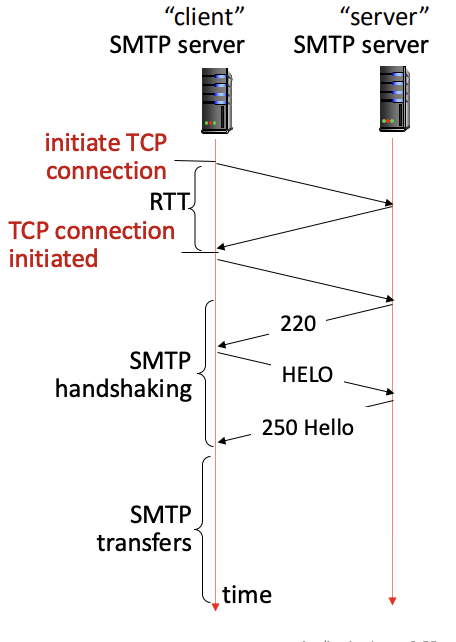 “client”
SMTP server
“server”
SMTP server
initiate TCP
connection
RTT
TCP connection
initiated
220
SMTP
handshaking
HELO
250 Hello
SMTP
transfers
time